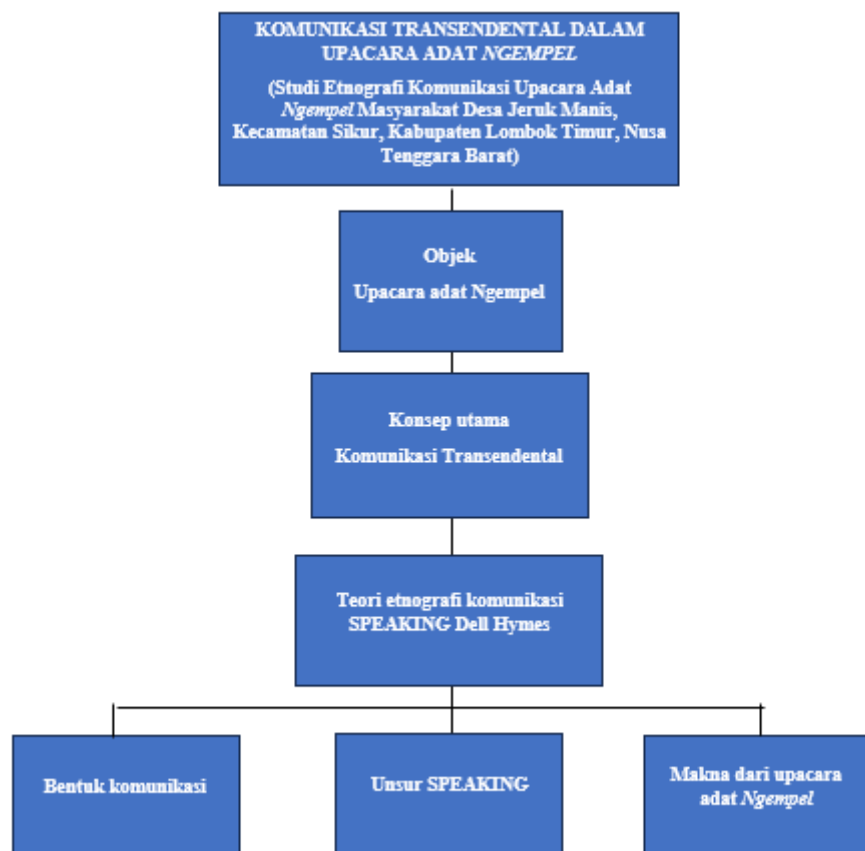 KOMUNIKASI TRANSENDENTAL DALAM
UPACARA ADAT NGEMPEL
(Studi Etnografi Komunikasi Upacara Adat
Ngempel Masyarakat Desa Jeruk Manis,
Kecamatan Sikur, Kabupaten Lombok Timur, Nusa
Tenggara Barat)
Objek
Upacara adat Ngempel
Konsep utama
Komunikasi Transendental
Teori etnografi komunikasi
SPEAKING Dell Hymes
Bentuk komunikasi
Unsur SPEAKING
Makna dari upacara
adat Ngempel